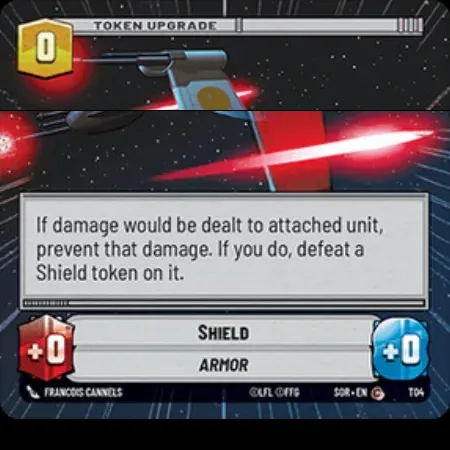 TOKEN UPGRADE
0
If damage would be dealt to attached unit,
prevent that damage. If you do, defeat a
Shield token on it.
+0
SHIELD
+0
ARMOR
FRANCOIS CANNELS ©LFL ©FFG SOR • EN C T04